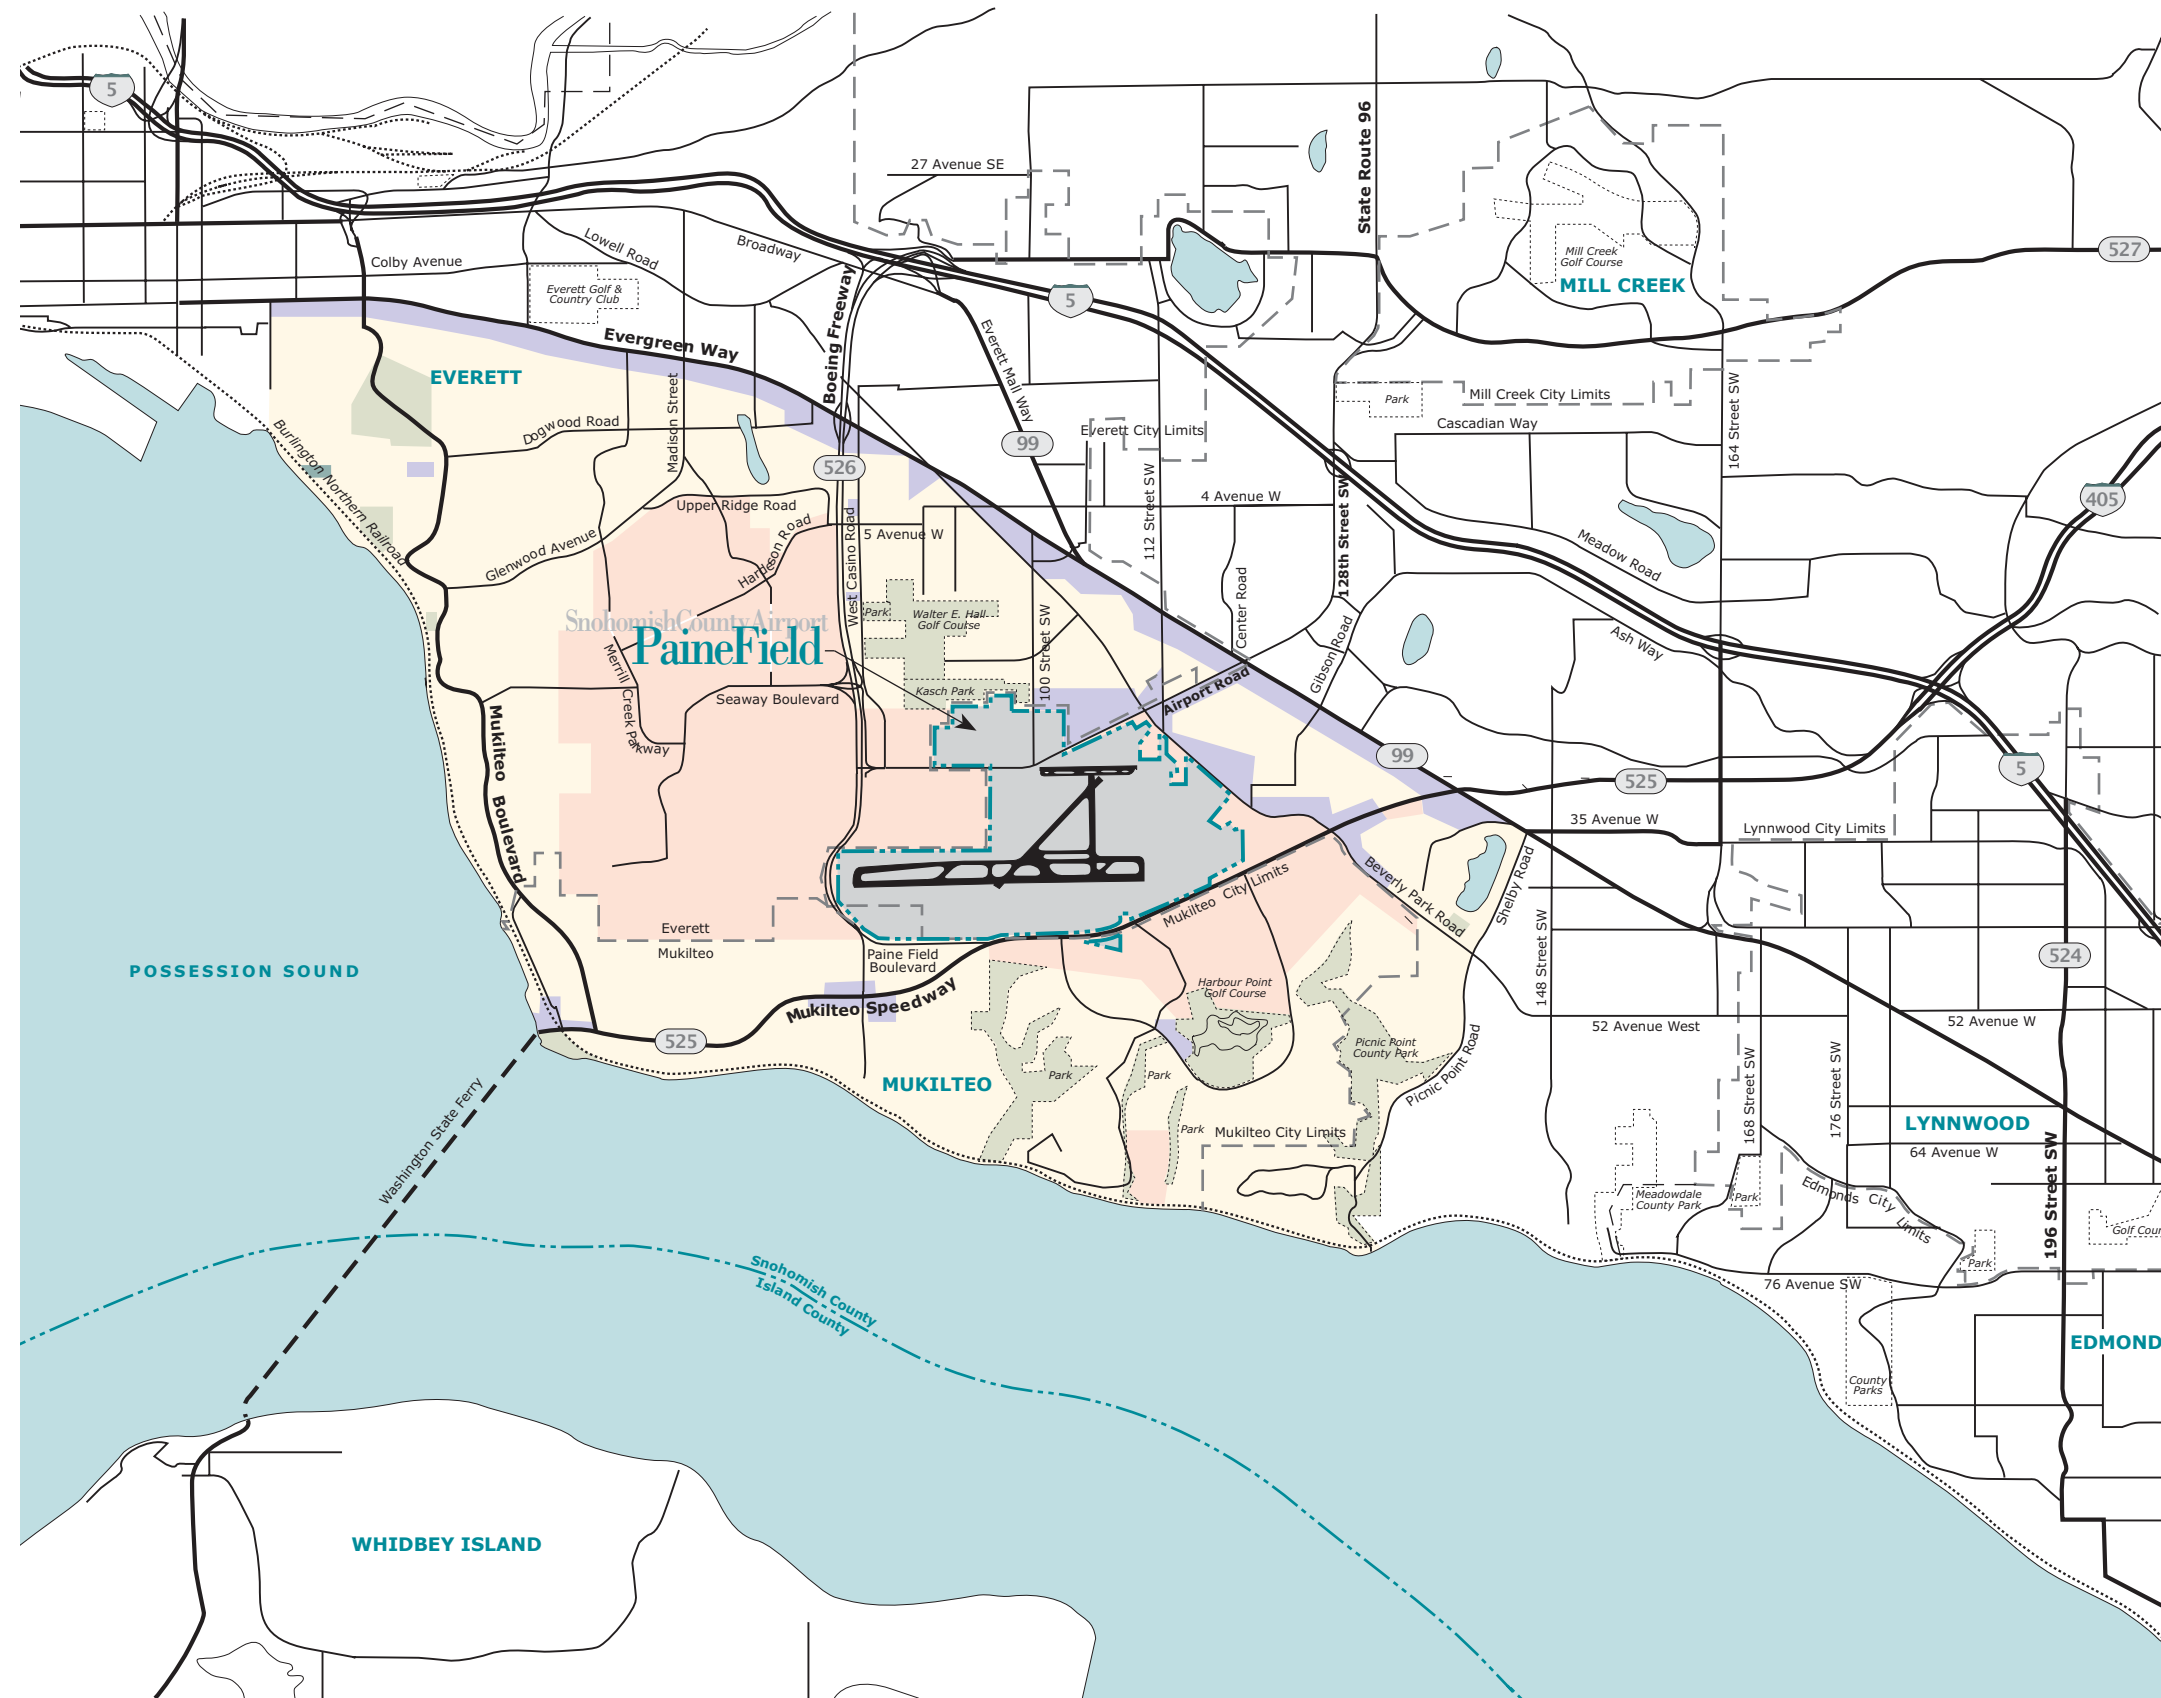 5
27 Avenue SE
State Route 96
Lowell Road
Broadway
Colby Avenue
Everett Golf &
Country Club
Boeing Freeway
5
Mill Creek
Golf Course
MILL CREEK
527
Evergreen Way
Everett Mall Way
EVERETT
Madison Street
Park
Mill Creek City Limits
Cascadian Way
164 Street SW
Dogwood Road
Everett City Limits
99
526
Burlington Northern Railroad
112 Street SW
128th Street SW
4 Avenue W
405
Upper Ridge Road
Hardeson Road
West Casino Road
5 Avenue W
Glenwood Avenue
Meadow Road
Center Road
Park
Walter E. Hall
Golf Course
Snohomish County Airport
PaineField
100 Street SW
Gibson Road
Ash Way
Merrill Creek Parkway
Seaway Boulevard
Kasch Park
Airport Road
Mukilteo Boulevard
99
525
5
35 Avenue W
Lynnwood City Limits
Beverly Park Road
Shelby Road
Mukilteo City Limits
Everett
Mukilteo
Paine Field
Boulevard
148 Street SW
524
POSSESSION SOUND
Mukilteo Speedway
Harbour Point
Golf Course
52 Avenue West
52 Avenue W
525
Picnic Point
County Park
Picnic Point Road
168 Street SW
176 Street SW
MUKILTEO
Park
Park
Park
Mukilteo City Limits
Washington State Ferry
LYNNWOOD
64 Avenue W
196 Street SW
Meadowdale
County Park
Park
Edmonds City Limits
Golf Cour
Park
76 Avenue SW
Snohomish County
Island County
EDMOND
County
Parks
WHIDBEY ISLAND